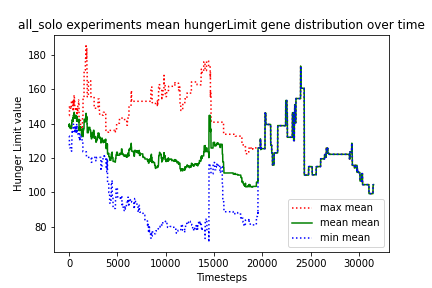 all_solo experiments mean hungerLimit gene distribution over time
Hunger Limit value
180
160
140
120
100
80
0
5000
10000
15000
20000
25000
30000
Timesteps
max mean
mean mean
min mean